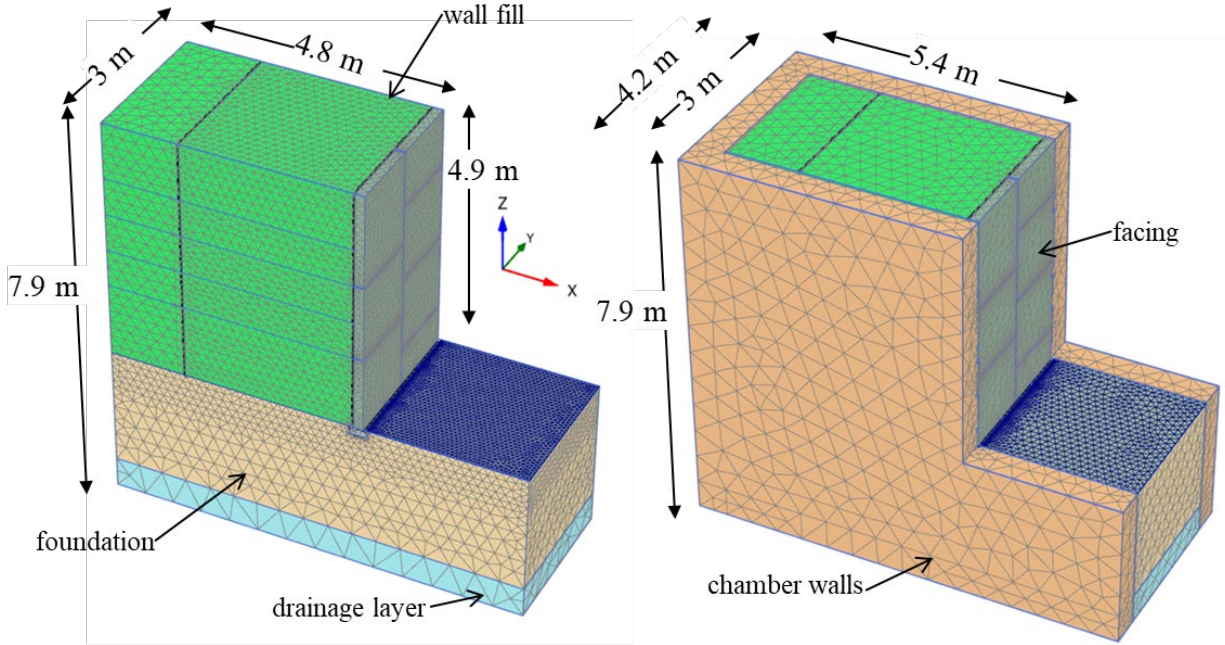 wall fill
3 m
4.8 m
4.9 m
7.9 m
Z
Y
X
foundation
drainage layer
4.2 m
3 m
5.4 m
7.9 m
facing
chamber walls